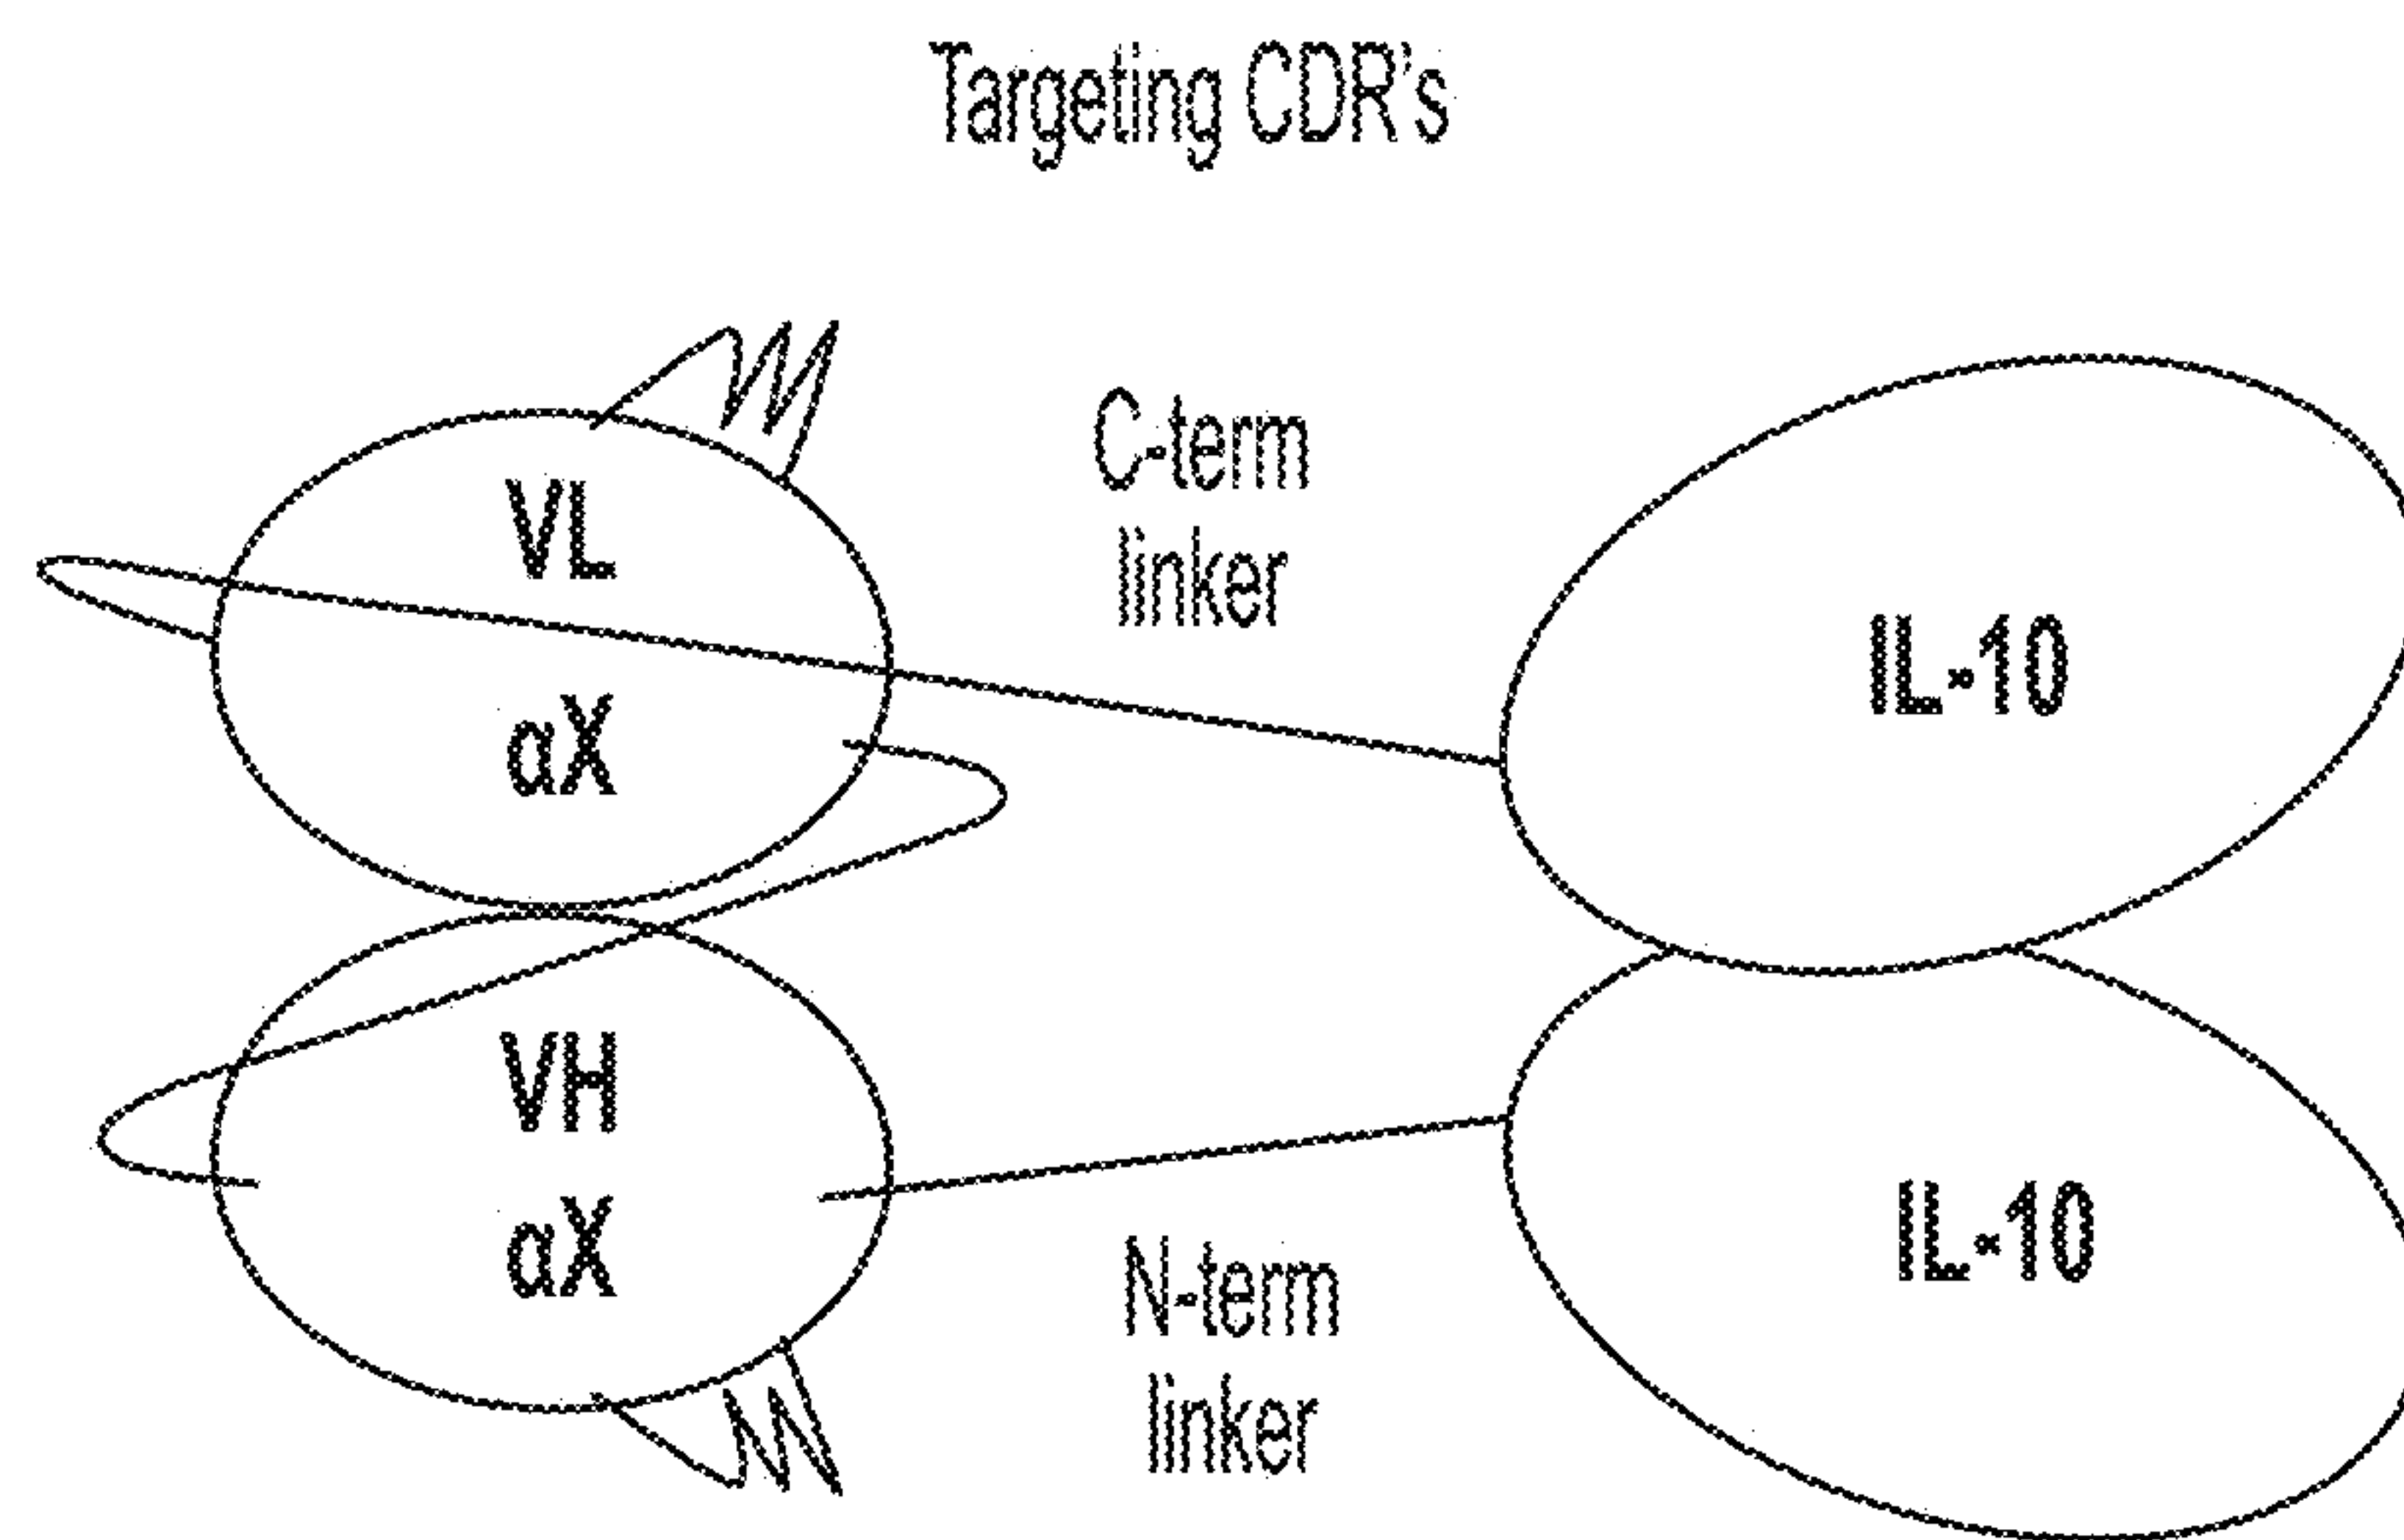 Targeting CDR's
VL
αX
C-term
linker
IL-10
VH
αX
N-term
linker
IL-10